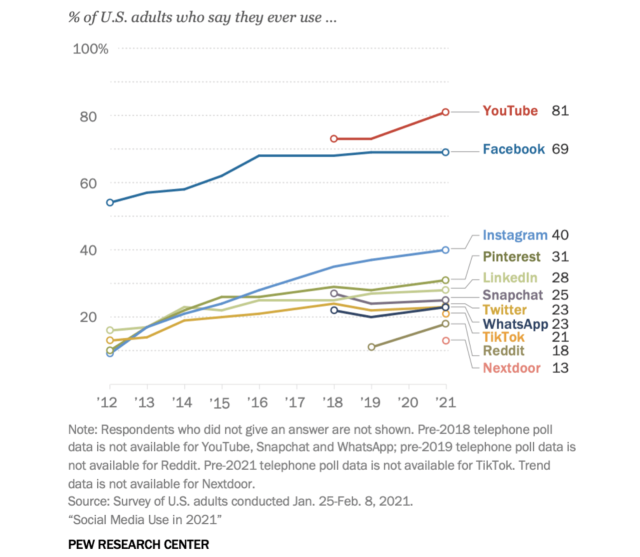 % of U.S. adults who say they ever use ...
100%
80
60
40
20
YouTube 81
Facebook 69
Instagram 40
Pinterest 31
LinkedIn 28
Snapchat 25
Twitter 23
WhatsApp 23
TikTok 21
Reddit 18
Nextdoor 13
'12 '13 '14 '15 '16 '17 '18 '19 '20 '21
Note: Respondents who did not give an answer are not shown. Pre-2018 telephone poll
data is not available for YouTube, Snapchat and WhatsApp; pre-2019 telephone poll data is
not available for Reddit. Pre-2021 telephone poll data is not available for TikTok. Trend
data is not available for Nextdoor.
Source: Survey of U.S. adults conducted Jan. 25-Feb. 8, 2021.
“Social Media Use in 2021”
PEW RESEARCH CENTER